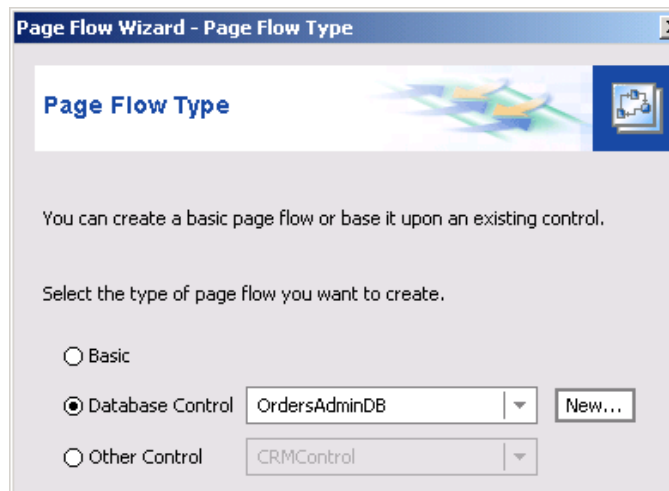 Page Flow Wizard - Page Flow Type
Page Flow Type
You can create a basic page flow or base it upon an existing control.
Select the type of page flow you want to create.
Basic
Database Control OrdersAdminDB New...
Other Control CRMControl